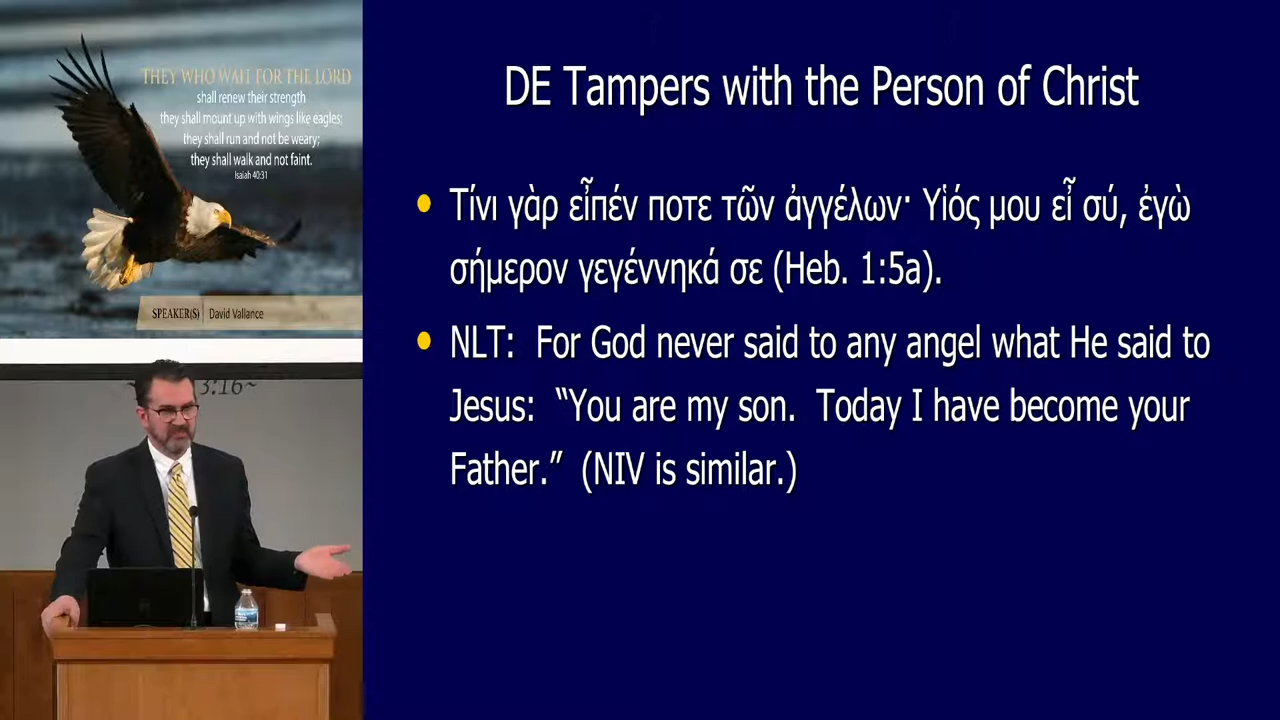 THEY WHO WAIT FOR THE LORD
shall renew their strength
they shall mount up with wings like eagles;
they shall run and not be weary;
they shall walk and not faint.
Isaiah 40:31
SPEAKER(S) David Vallance
3:16~
DE Tampers with the Person of Christ
• Τίνι γὰρ εἶπέν ποτε τῶν ἀγγέλων· Υἱός μου εἶ σύ, ἐγὼ
σήμερον γεγέννηκά σε (Heb. 1:5a).
• NLT: For God never said to any angel what He said to
Jesus: “You are my son. Today I have become your
Father.” (NIV is similar.)